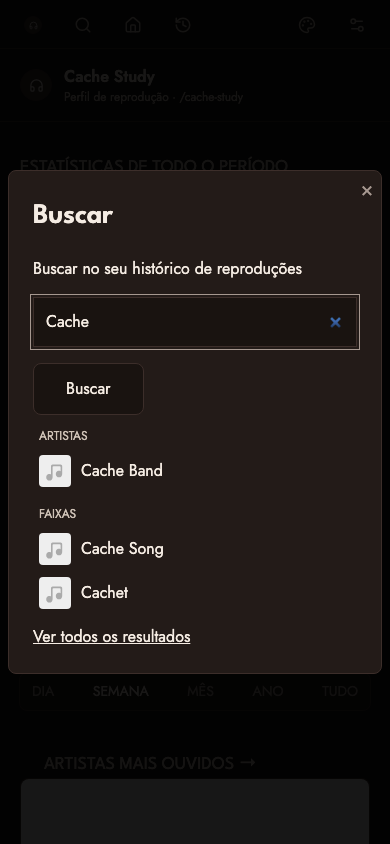 Cache Study
Perfil de reprodução · /cache-study
ESTATÍSTICAS DE TODO O PERÍODO
Buscar
Buscar no seu histórico de reproduções
Cache
Buscar
ARTISTAS
Cache Band
FAIXAS
Cache Song
Cachet
Ver todos os resultados
DIA SEMANA MÊS ANO TUDO
ARTISTAS MAIS OUVIDOS →